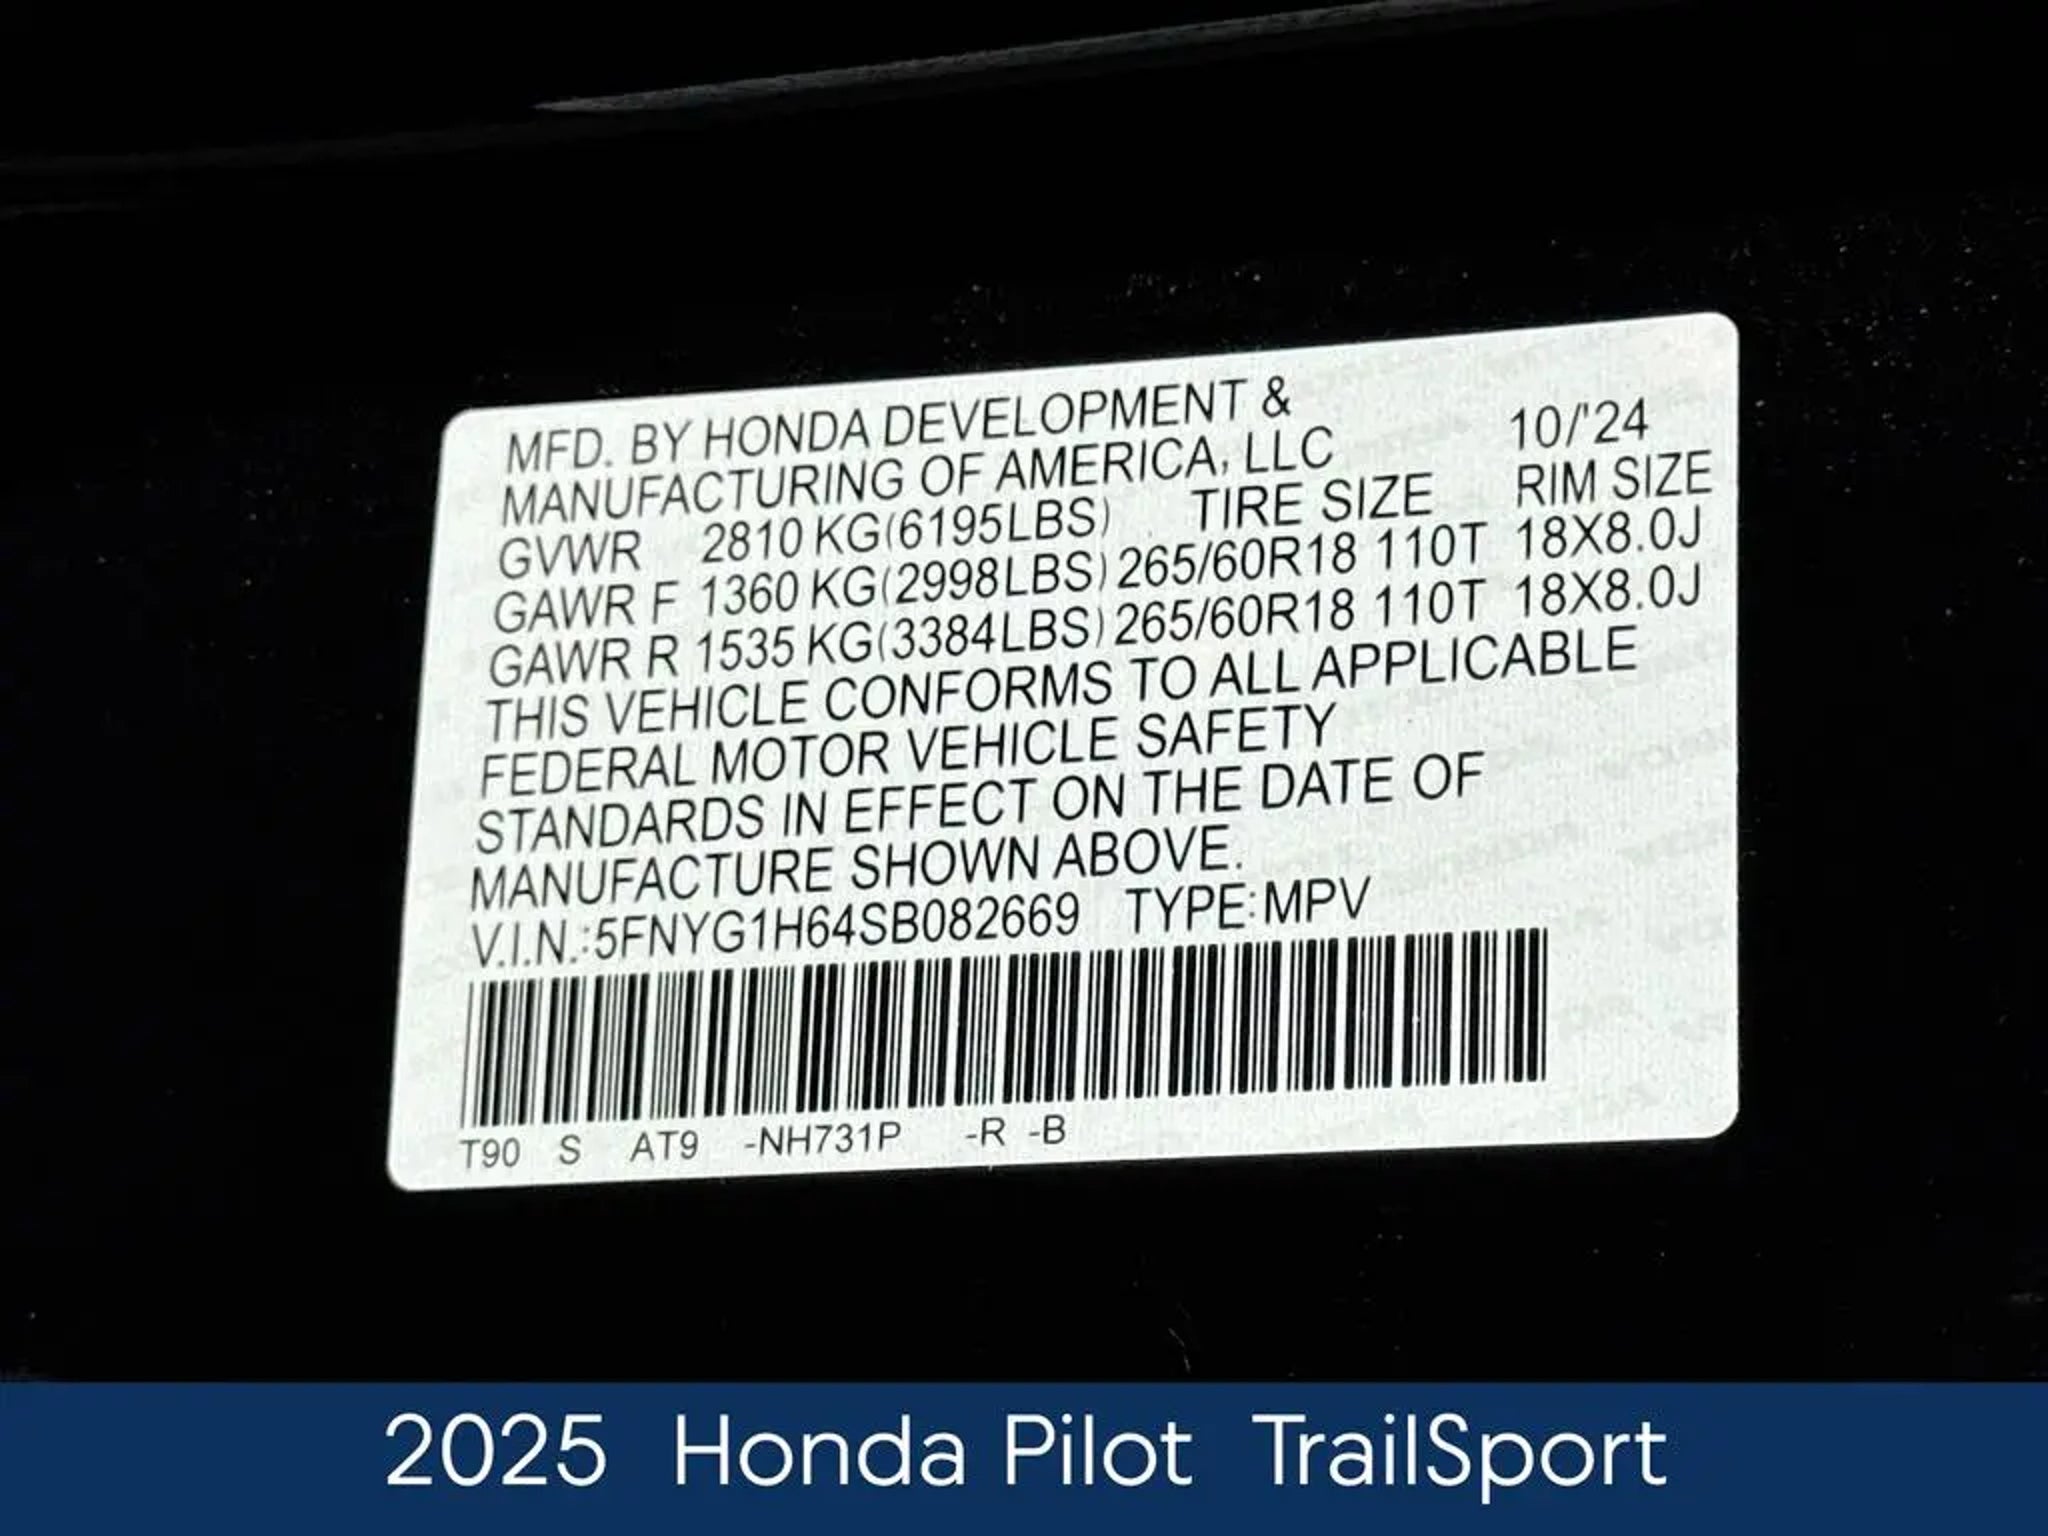 MFD. BY HONDA DEVELOPMENT &
MANUFACTURING OF AMERICA, LLC 10/'24
GVWR 2810 KG(6195LBS) TIRE SIZE RIM SIZE
GAWR F 1360 KG(2998LBS) 265/60R18 110T 18X8.0J
GAWR R 1535 KG(3384LBS) 265/60R18 110T 18X8.0J
THIS VEHICLE CONFORMS TO ALL APPLICABLE
FEDERAL MOTOR VEHICLE SAFETY
STANDARDS IN EFFECT ON THE DATE OF
MANUFACTURE SHOWN ABOVE.
V.I.N.:5FNYG1H64SB082669 TYPE:MPV
T90 S AT9 -NH731P -R -B
2025 Honda Pilot TrailSport